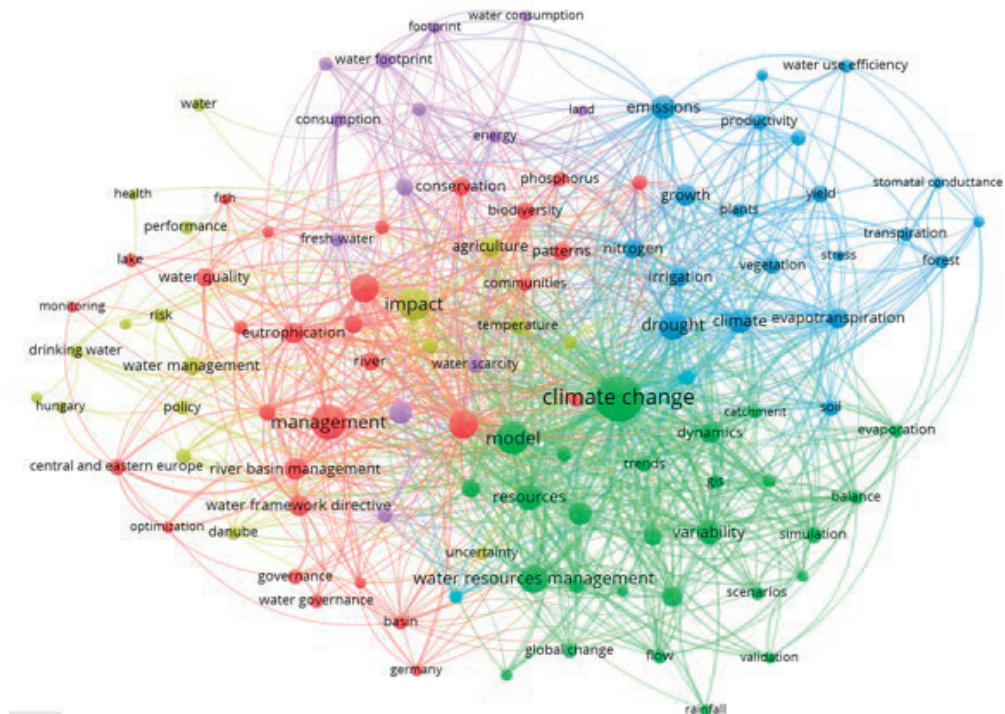 water consumption
footprint
water footprint
water use efficiency
water
emissions
land
consumption
productivity
energy
phosphorus
stomatal conductance
health
fish
conservation
growth
yield
biodiversity
plants
performance
transpiration
fresh-water
agriculture
patterns
nitrogen
stress
lake
water quality
communities
irrigation
vegetation
forest
monitoring
impact
risk
eutrophication
temperature
drought
climate
evapotranspiration
drinking water
water management
river
water scarcity
climate change
hungary
policy
management
catchment
soil
model
dynamics
evaporation
central and eastern europe
river basin management
trends
gis
resources
balance
water framework directive
optimization
danube
variability
simulation
uncertainty
governance
water resources management
scenarios
water governance
basin
global change
flow
validation
germany
rainfall